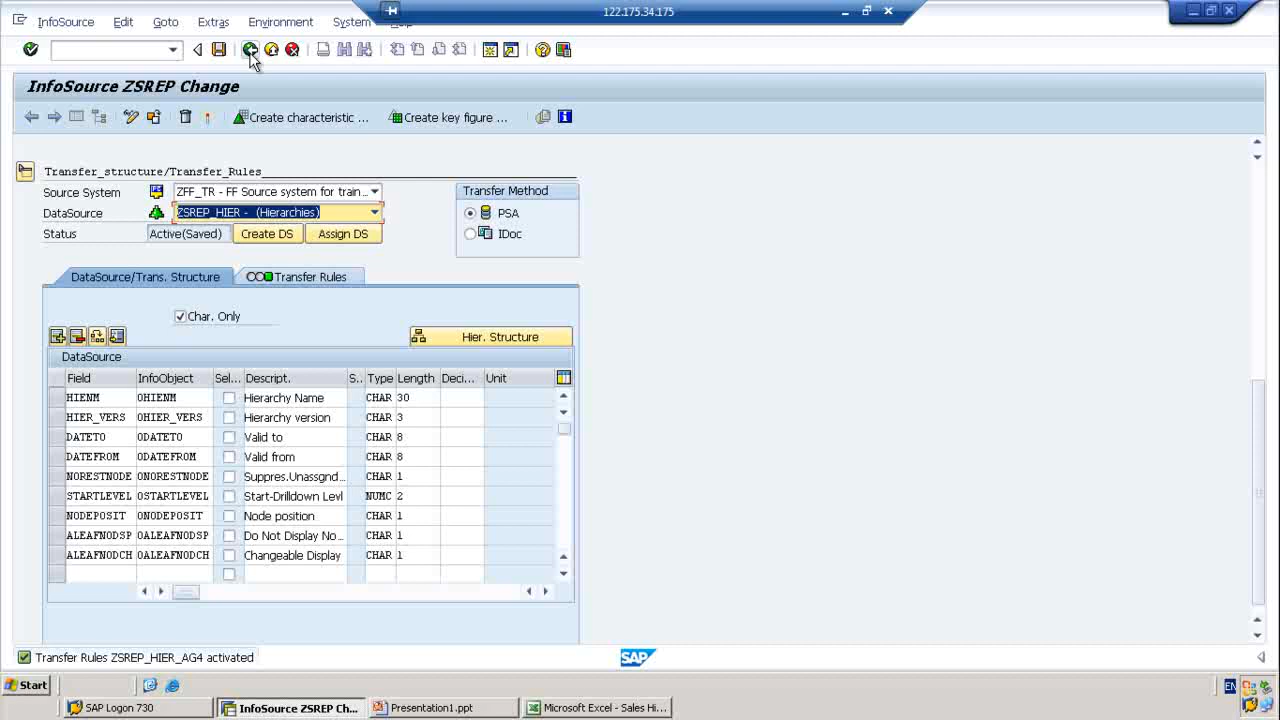 122.175.34.175
InfoSource Edit Goto Extras Environment System
InfoSource ZSREP Change
Create characteristic ... Create key figure ...
Transfer_structure/Transfer_Rules
Source System ZFF_TR - FF Source system for train...
DataSource ZSREP_HIER - (Hierarchies)
Status Active(Saved) Create DS Assign DS
Transfer Method
PSA
IDoc
DataSource/Trans. Structure Transfer Rules
Char. Only
Hier. Structure
DataSource
Field InfoObject Sel... Descript. S.. Type Length Deci... Unit
HIENM 0HIENM Hierarchy Name CHAR 30
HIER_VERS 0HIER_VERS Hierarchy version CHAR 3
DATETO 0DATETO Valid to CHAR 8
DATEFROM 0DATEFROM Valid from CHAR 8
NORESTNODE 0NORESTNODE Suppres.Unassgnd... CHAR 1
STARTLEVEL 0STARTLEVEL Start-Drilldown Levl NUMC 2
NODEPOSIT 0NODEPOSIT Node position CHAR 1
ALEAFNODSP 0ALEAFNODSP Do Not Display No... CHAR 1
ALEAFNODCH 0ALEAFNODCH Changeable Display CHAR 1
Transfer Rules ZSREP_HIER_AG4 activated
SAP
Start EN
SAP Logon 730 InfoSource ZSREP Ch... Presentation1.ppt Microsoft Excel - Sales Hi...